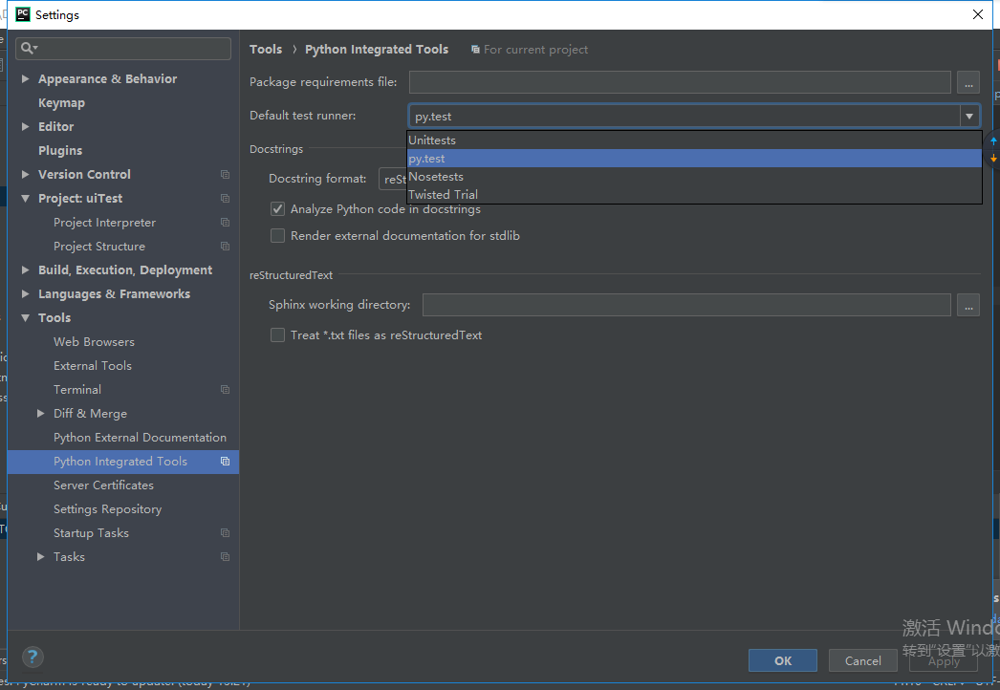 Settings
Tools › Python Integrated Tools For current project
Appearance & Behavior
Keymap
Editor
Plugins
Version Control
Project: uiTest
Project Interpreter
Project Structure
Build, Execution, Deployment
Languages & Frameworks
Tools
Web Browsers
External Tools
Terminal
Diff & Merge
Python External Documentation
Python Integrated Tools
Server Certificates
Settings Repository
Startup Tasks
Tasks
Package requirements file:
...
Default test runner: py.test
Unittests
py.test
Nosetests
Twisted Trial
Docstrings
Docstring format: reSt
Analyze Python code in docstrings
Render external documentation for stdlib
reStructuredText
Sphinx working directory:
...
Treat *.txt files as reStructuredText
?
OK
Cancel
Apply
激活 Windo
转到"设置"以激